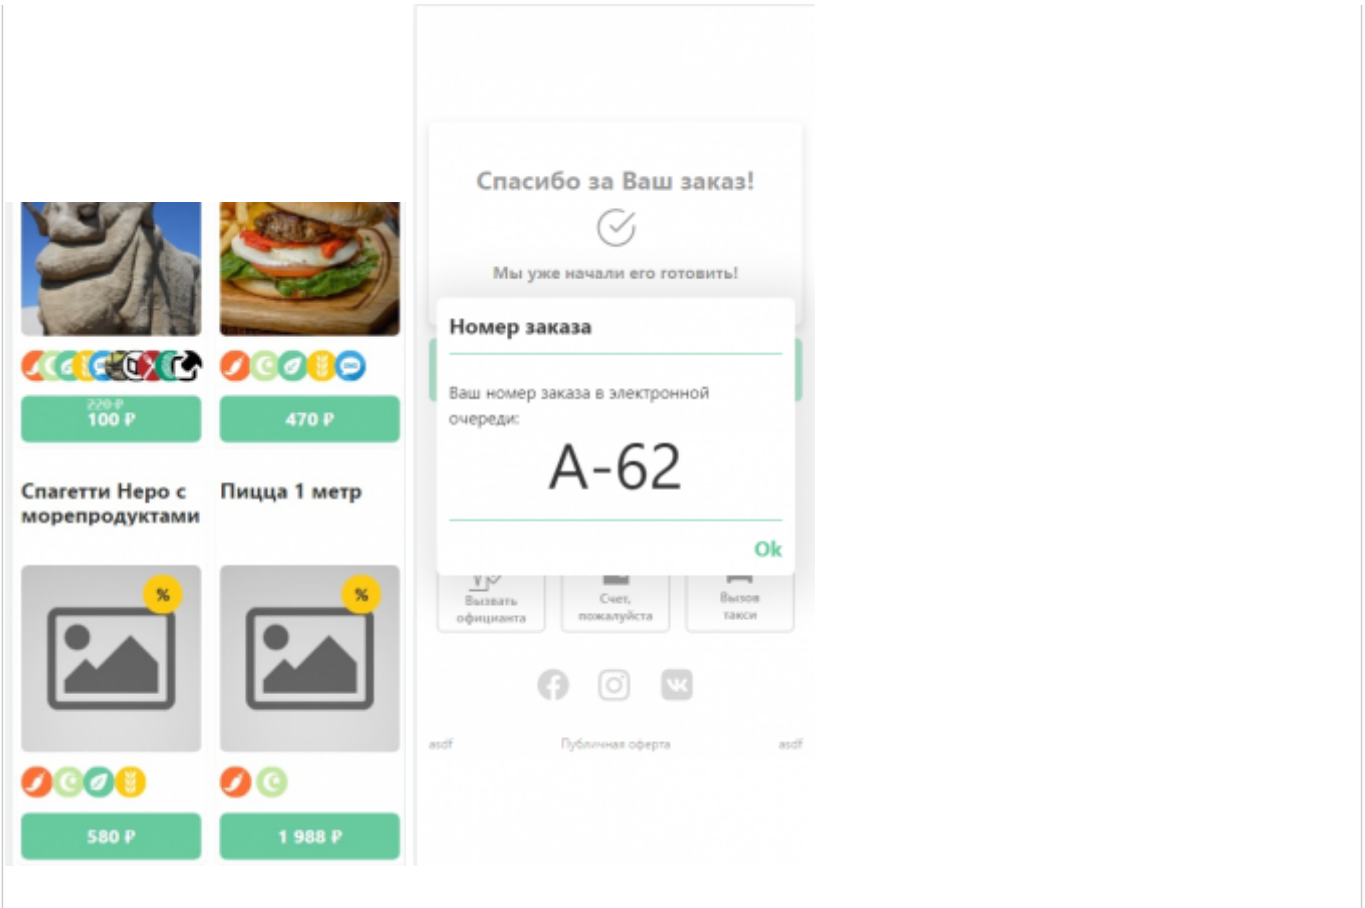 220 ₽
100 ₽
470 ₽
Спагетти Неро с
морепродуктами
Пицца 1 метр
%
%
580 ₽
1 988 ₽
Спасибо за Ваш заказ!
Мы уже начали его готовить!
Номер заказа
Ваш номер заказа в электронной
очереди:
A-62
Ok
Вызвать
официанта
Счет,
пожалуйста
Вызов
такси
asdf
Публичная оферта
asdf